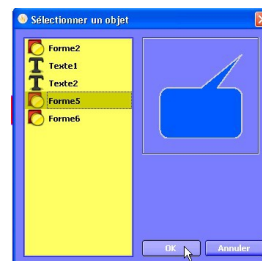 Sélectionner un objet
Forme2
Texte1
Texte2
Forme5
Forme6
OK
Annuler